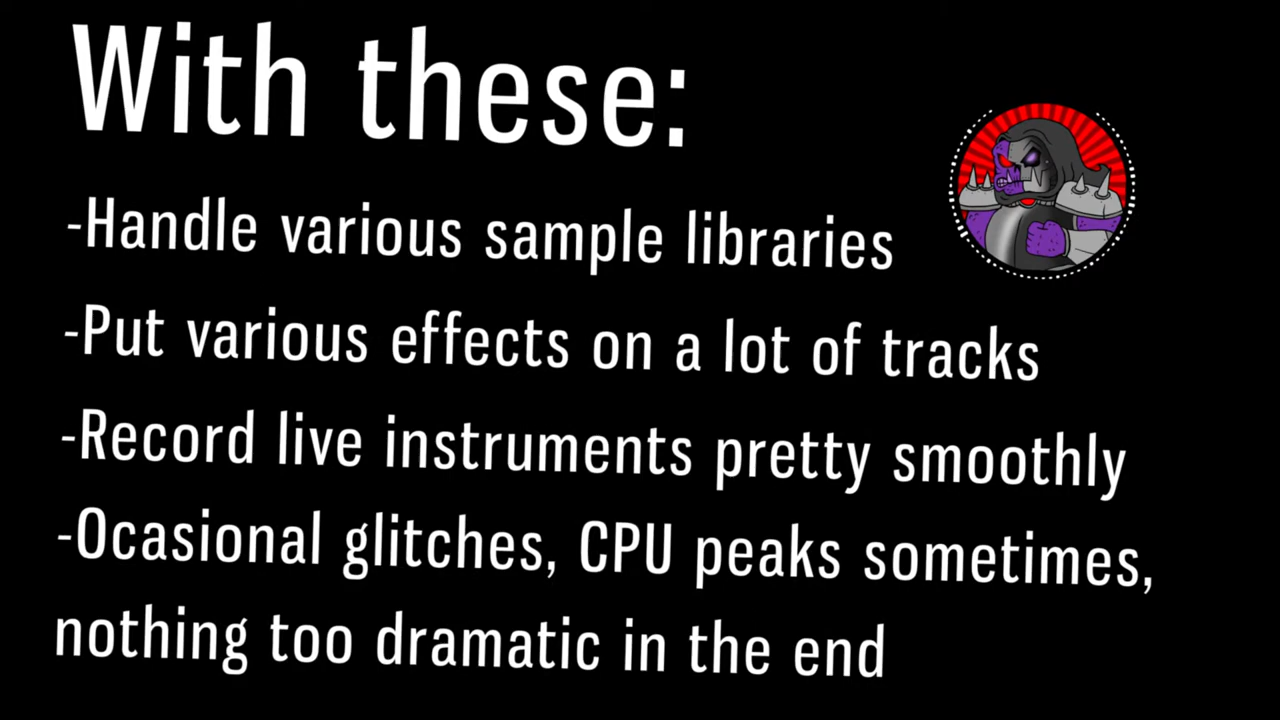 With these:
-Handle various sample libraries
-Put various effects on a lot of tracks
-Record live instruments pretty smoothly
-Ocasional glitches, CPU peaks sometimes,
nothing too dramatic in the end